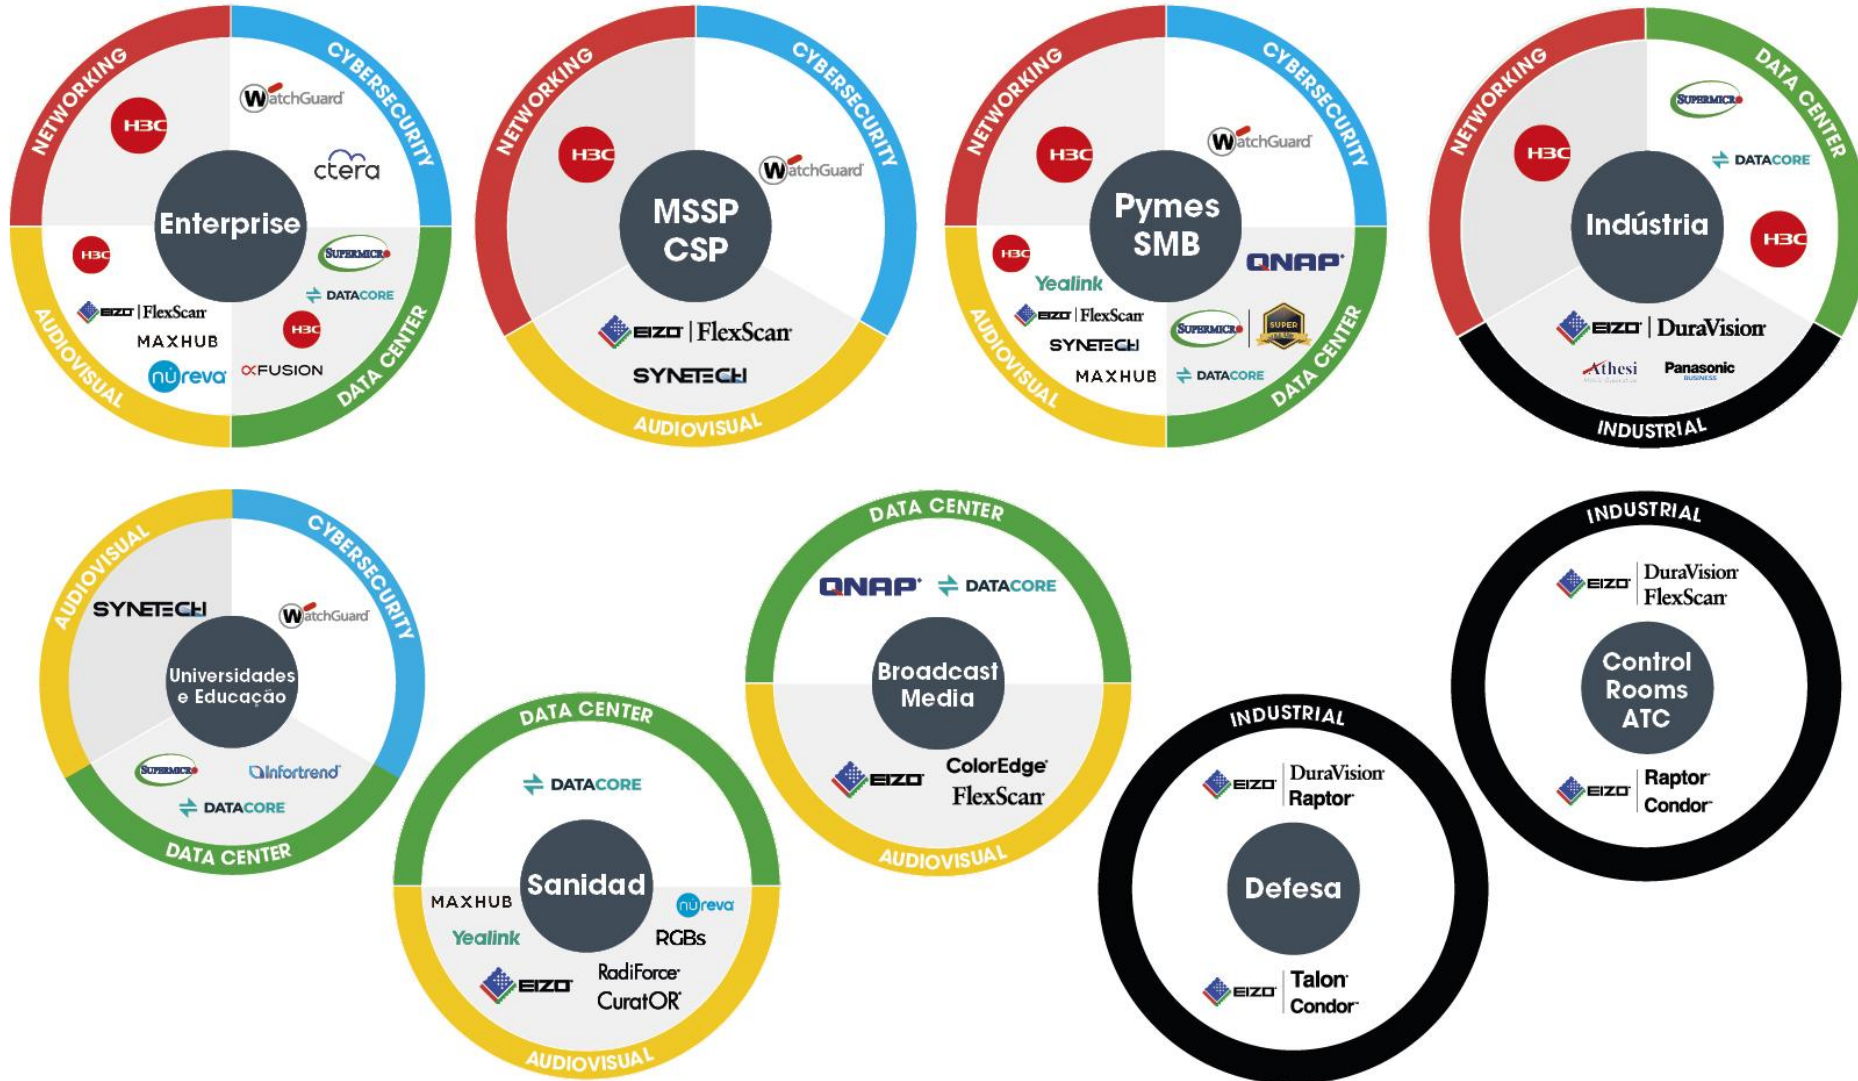 NETWORKING
CYBERSECURITY
H3C
WatchGuard
ctera
Enterprise
H3C
EIZO FlexScan
MAXHUB
nureva
SUPERMICRO
DATACORE
H3C
XFUSION
AUDIOVISUAL
DATA CENTER
NETWORKING
CYBERSECURITY
H3C
WatchGuard
MSSP
CSP
EIZO FlexScan
SYNETECH
AUDIOVISUAL
NETWORKING
CYBERSECURITY
H3C
WatchGuard
Pymes
SMB
H3C
Yealink
EIZO FlexScan
SYNETECH
MAXHUB
QNAP
SUPERMICRO
SUPER
DATACORE
AUDIOVISUAL
DATA CENTER
NETWORKING
DATA CENTER
H3C
SUPERMICRO
DATACORE
H3C
Indústria
EIZO DuraVision
Athesi
Panasonic
BUSINESS
INDUSTRIAL
AUDIOVISUAL
CYBERSECURITY
SYNETECH
WatchGuard
Universidades
e Educação
SUPERMICRO
Infortrend
DATACORE
DATA CENTER
DATA CENTER
DATACORE
Sanidad
MAXHUB
nureva
Yealink
RGBs
EIZO
RadiForce
CuratOR
AUDIOVISUAL
DATA CENTER
QNAP
DATACORE
Broadcast
Media
EIZO
ColorEdge
FlexScan
AUDIOVISUAL
INDUSTRIAL
EIZO
DuraVision
Raptor
Defesa
EIZO
Talon
Condor
INDUSTRIAL
EIZO
DuraVision
FlexScan
Control
Rooms
ATC
EIZO
Raptor
Condor